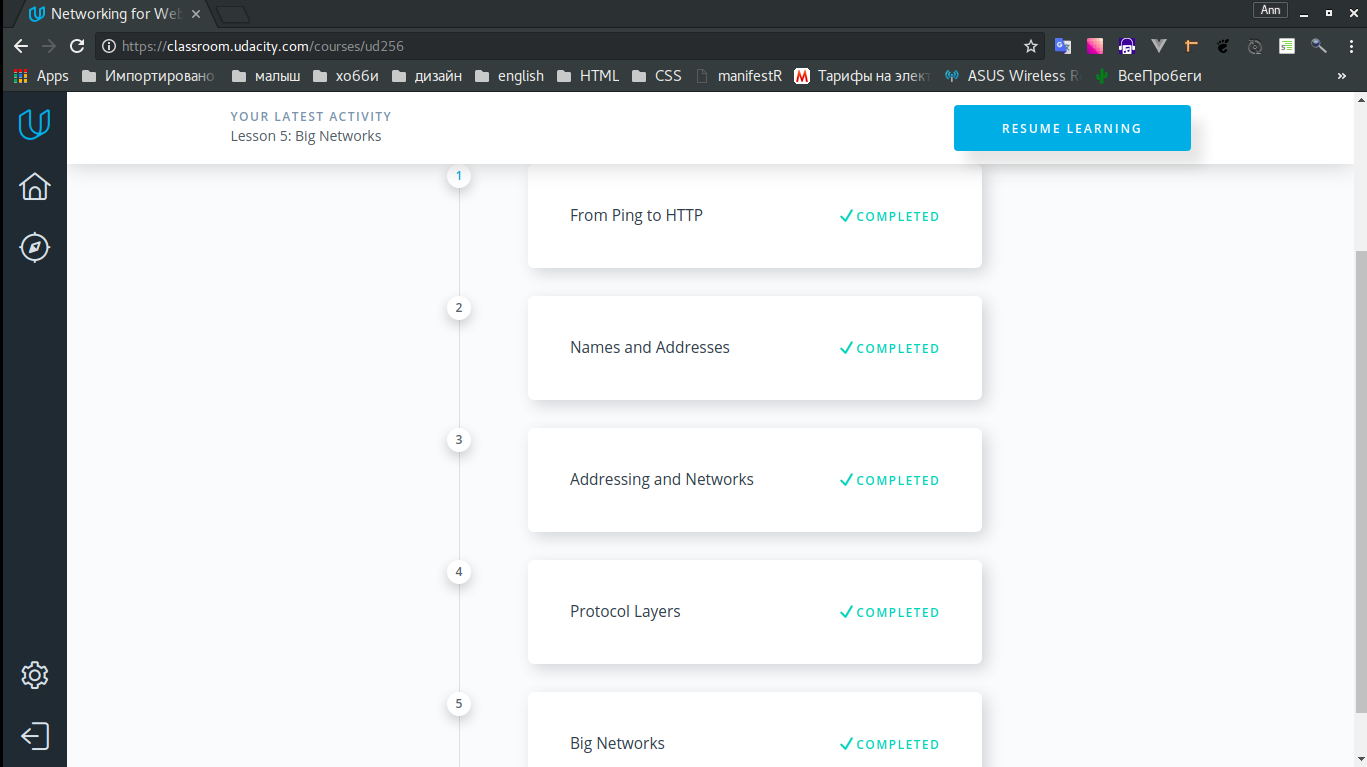 Networking for Web
Ann
https://classroom.udacity.com/courses/ud256
Apps Импортировано малыш хобби дизайн english HTML CSS manifestR Тарифы на элект ASUS Wireless Ro ВсеПробеги »
YOUR LATEST ACTIVITY
Lesson 5: Big Networks
RESUME LEARNING
1
From Ping to HTTP COMPLETED
2
Names and Addresses COMPLETED
3
Addressing and Networks COMPLETED
4
Protocol Layers COMPLETED
5
Big Networks COMPLETED